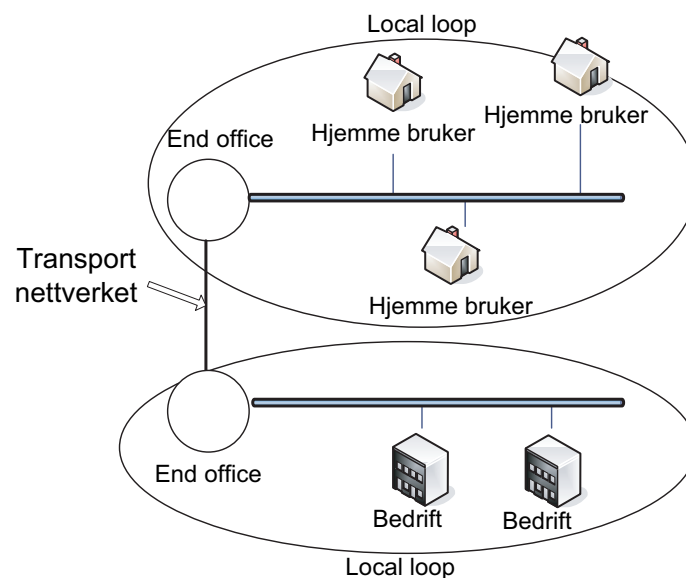 Local loop
Hjemme bruker
Hjemme bruker
End office
Hjemme bruker
Transport
nettverket
End office
Bedrift
Bedrift
Local loop